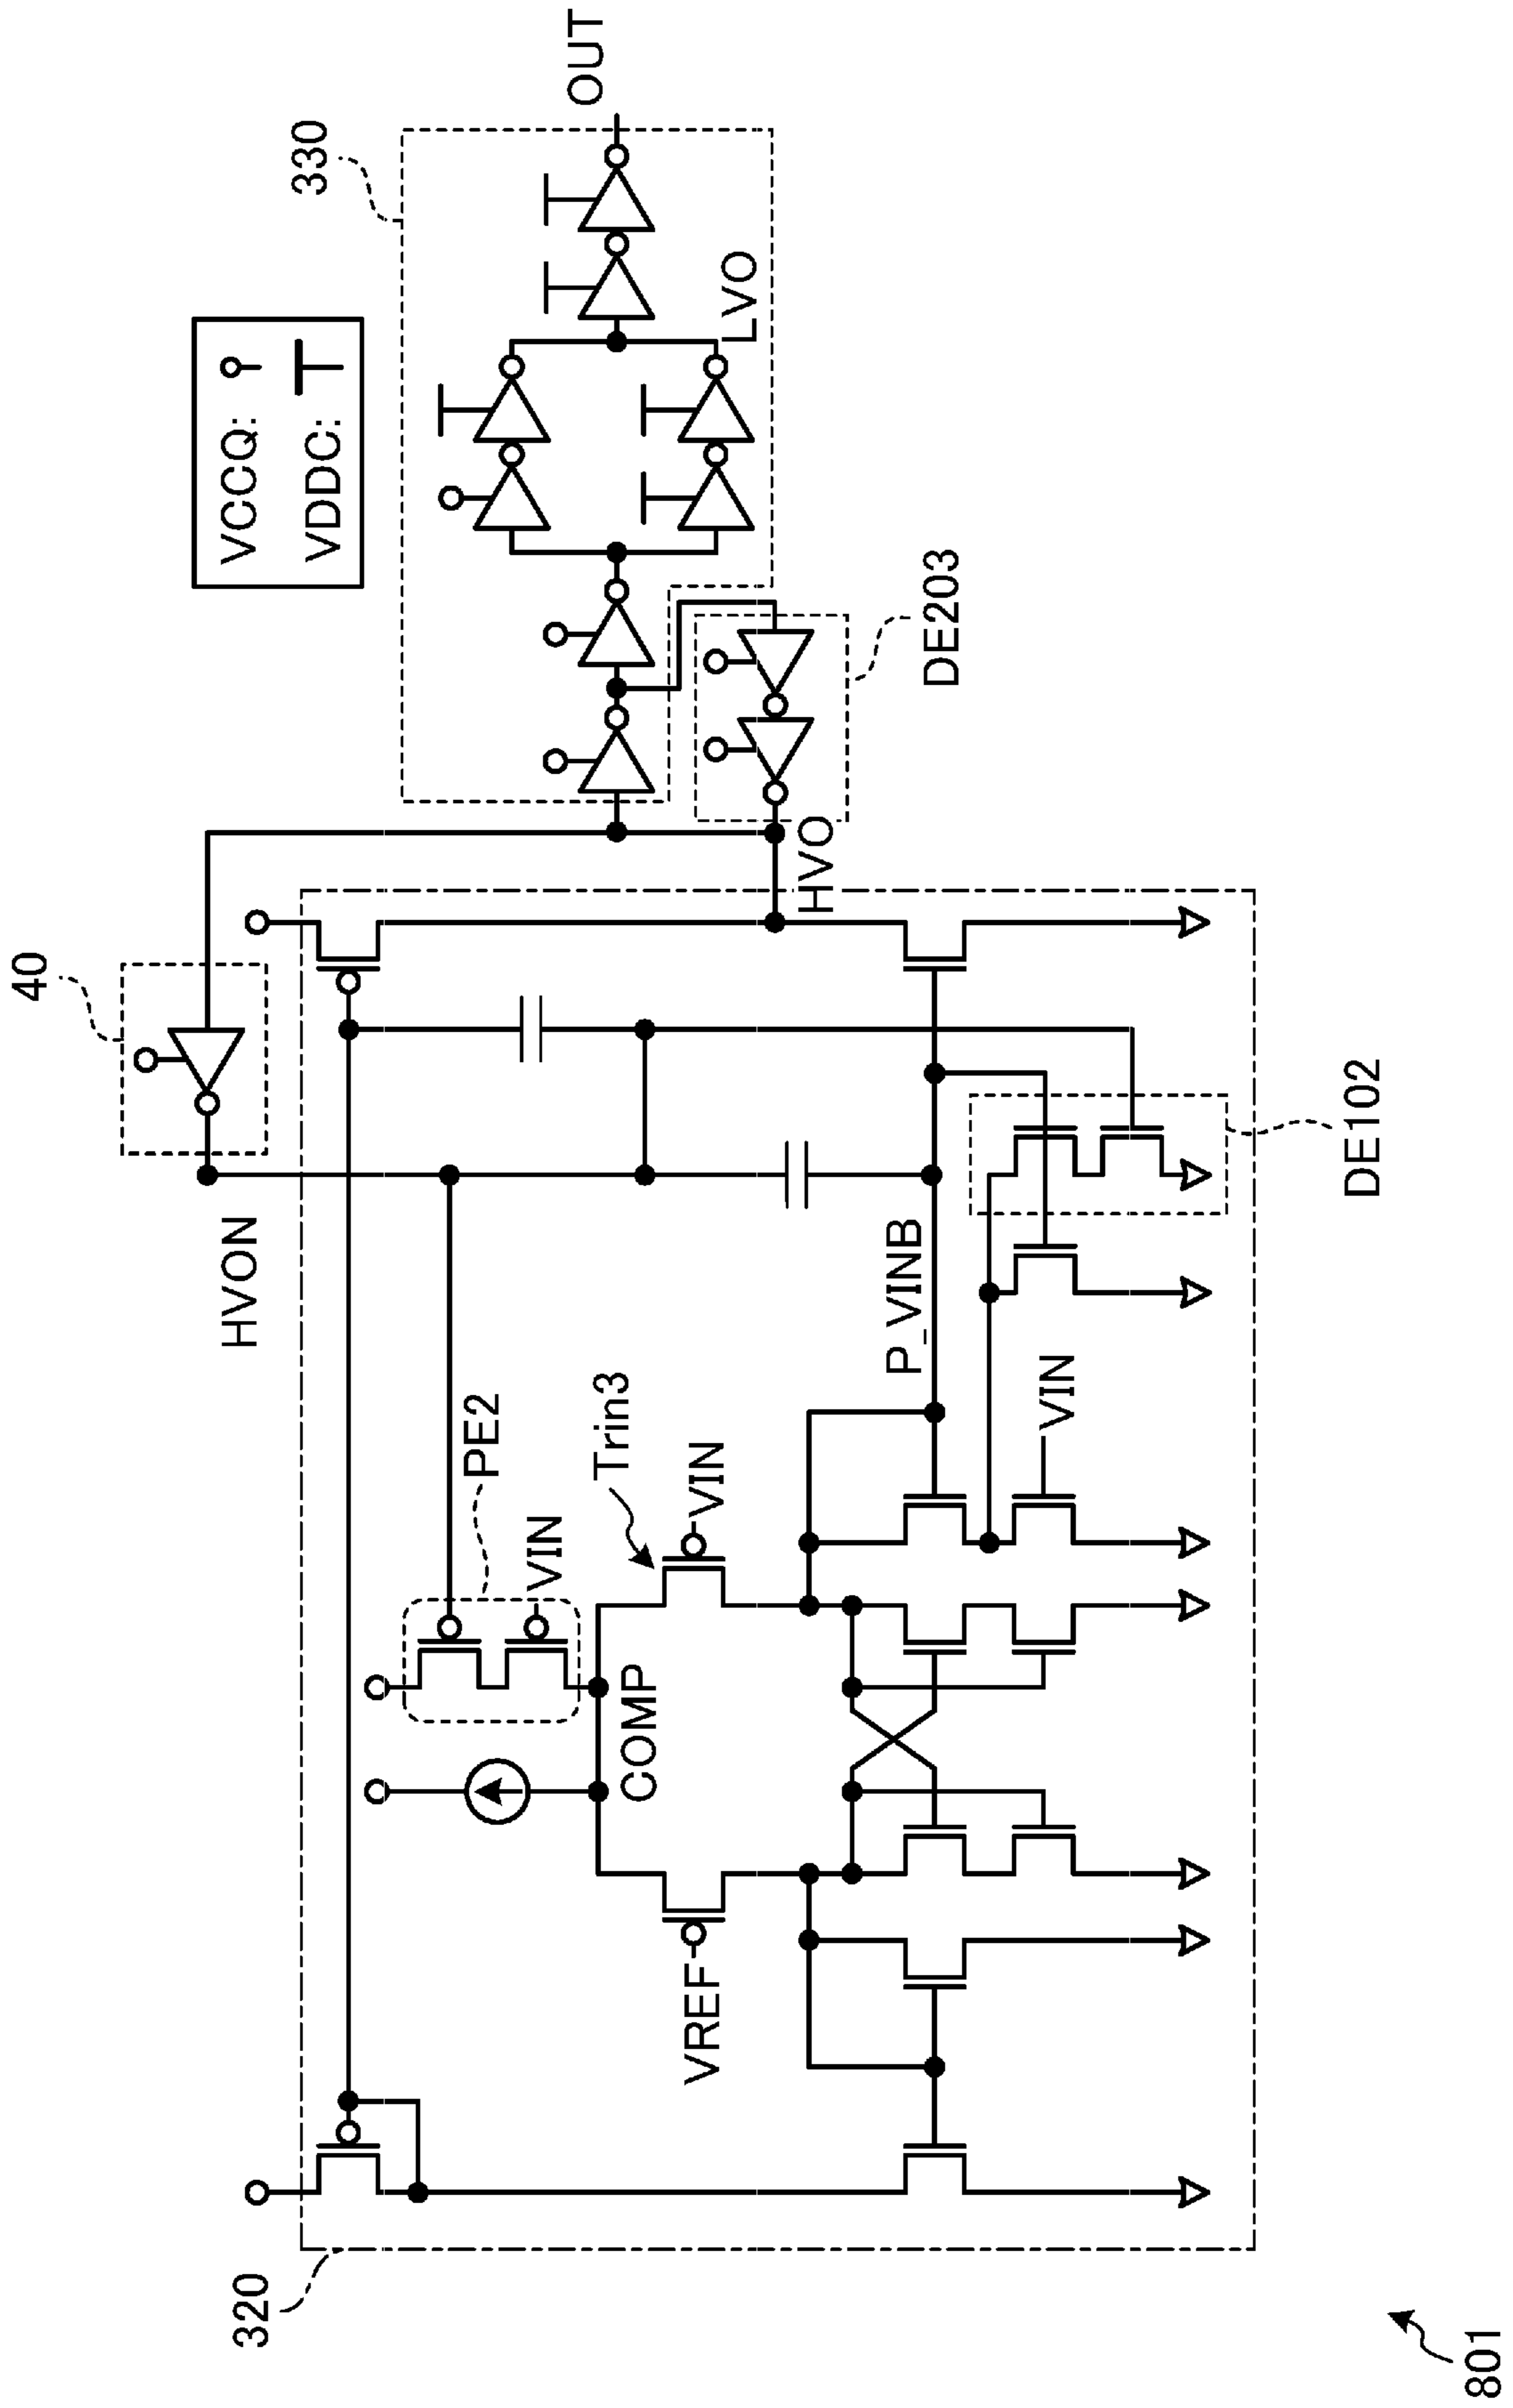 40
HVON
VCCQ:
VDDC:
330
OUT
LVO
DE203
HVO
320
PE2
VIN
Trin3
VIN
COMP
VREF
P_VINB
VIN
DE102
801